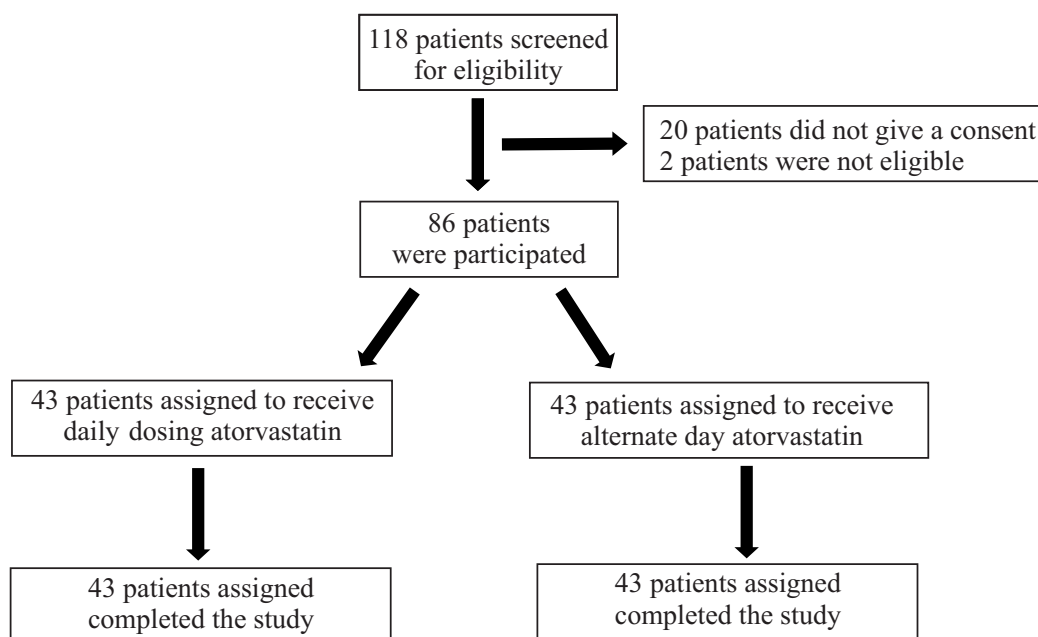 118 patients screened
for eligibility
20 patients did not give a consent
2 patients were not eligible
86 patients
were participated
43 patients assigned to receive
daily dosing atorvastatin
43 patients assigned to receive
alternate day atorvastatin
43 patients assigned
completed the study
43 patients assigned
completed the study